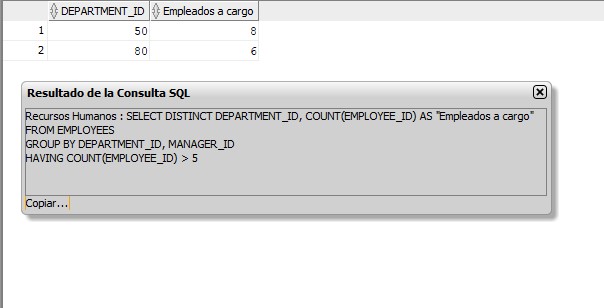 DEPARTMENT_ID Empleados a cargo
1 50 8
2 80 6
Resultado de la Consulta SQL
Recursos Humanos : SELECT DISTINCT DEPARTMENT_ID, COUNT(EMPLOYEE_ID) AS "Empleados a cargo"
FROM EMPLOYEES
GROUP BY DEPARTMENT_ID, MANAGER_ID
HAVING COUNT(EMPLOYEE_ID) > 5
Copiar...